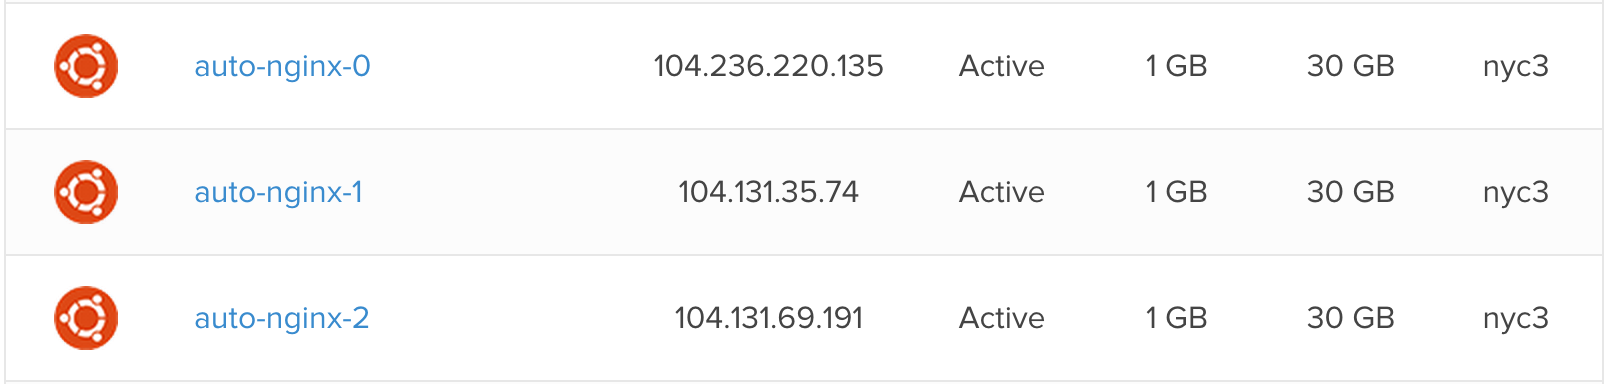 auto-nginx-0 104.236.220.135 Active 1 GB 30 GB nyc3
auto-nginx-1 104.131.35.74 Active 1 GB 30 GB nyc3
auto-nginx-2 104.131.69.191 Active 1 GB 30 GB nyc3